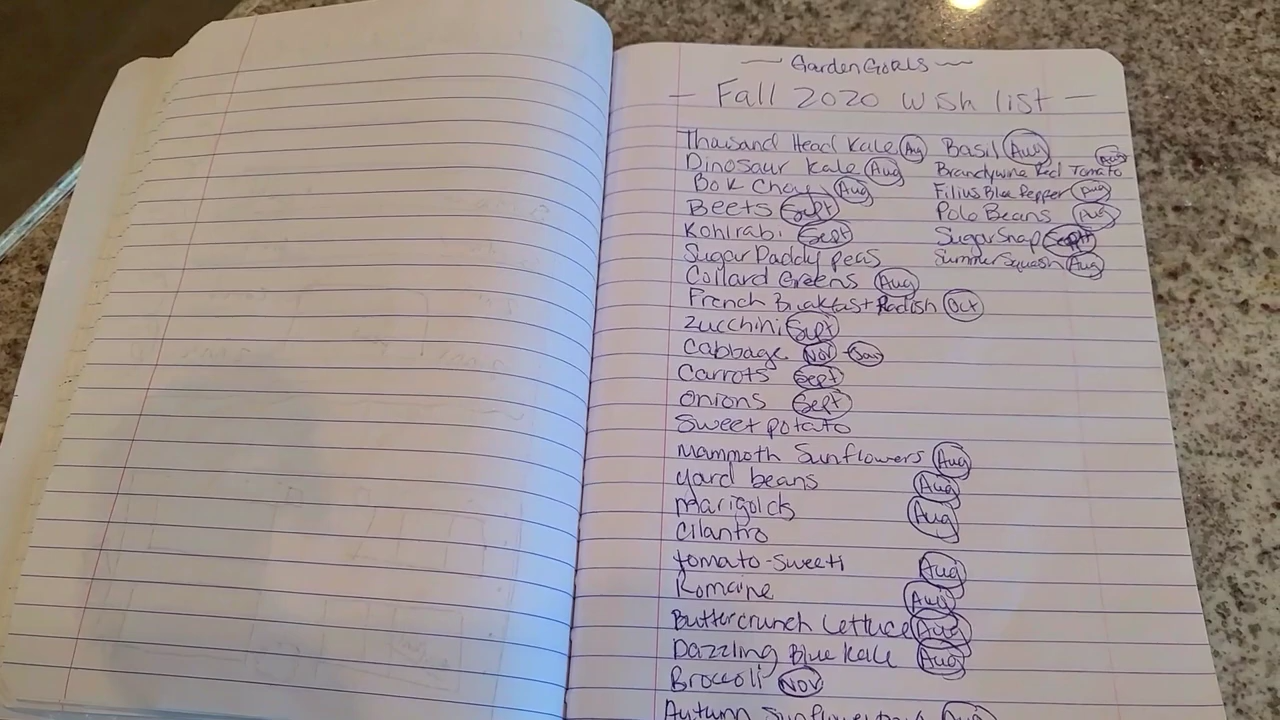 Garden Goals
Fall 2020 Wish list
Thousand Head Kale Aug
Dinosaur Kale Aug
Bok Choy Aug
Beets Sept
Kohlrabi Sept
Sugar Daddy peas
Collard Greens Aug
French Breakfast Radish Oct
Zucchini Sept
Cabbage Nov - Jan
Carrots Sept
Onions Sept
Sweet potato
Mammoth Sunflowers Aug
yard beans Aug
Marigolds Aug
Cilantro
tomato-Sweeti Aug
Romaine Aug
Buttercrunch Lettuce Aug
Dazzling Blue Kale Aug
Broccoli Nov
Autumn Aug
Basil Aug
Brandywine Red Tomato Aug
Filius Blue Pepper Aug
Polo Beans Aug
Sugar Snap Sept
Summer Squash Aug